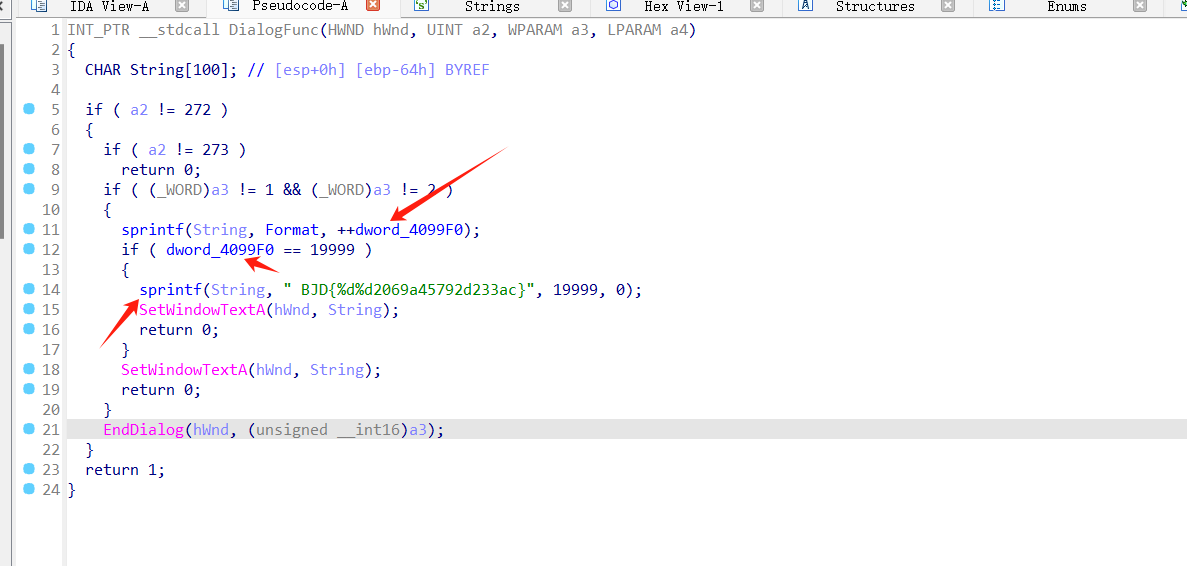 IDA View-A Pseudocode-A Strings Hex View-1 Structures Enums
1 INT_PTR __stdcall DialogFunc(HWND hWnd, UINT a2, WPARAM a3, LPARAM a4)
2 {
3 CHAR String[100]; // [esp+0h] [ebp-64h] BYREF
4
5 if ( a2 != 272 )
6 {
7 if ( a2 != 273 )
8 return 0;
9 if ( (_WORD)a3 != 1 && (_WORD)a3 != 2 )
10 {
11 sprintf(String, Format, ++dword_4099F0);
12 if ( dword_4099F0 == 19999 )
13 {
14 sprintf(String, " BJD{%d%d2069a45792d233ac}", 19999, 0);
15 SetWindowTextA(hWnd, String);
16 return 0;
17 }
18 SetWindowTextA(hWnd, String);
19 return 0;
20 }
21 EndDialog(hWnd, (unsigned __int16)a3);
22 }
23 return 1;
24 }